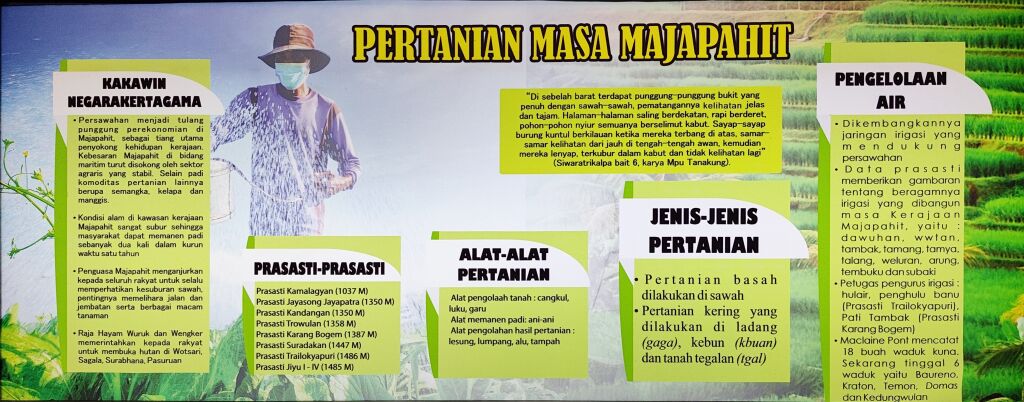 PERTANIAN MASA MAJAPAHIT
KAKAWIN
NEGARAKERTAGAMA
• Persawahan menjadi tulang
punggung perekonomian di
Majapahit, sebagai tiang utama
penyokong kehidupan kerajaan.
Kebesaran Majapahit di bidang
maritim turut disokong oleh sektor
agraris yang stabil. Selain padi
komoditas pertanian lainnya
berupa semangka, kelapa dan
manggis.
• Kondisi alam di kawasan kerajaan
Majapahit sangat subur sehingga
masyarakat dapat memanen padi
sebanyak dua kali dalam kurun
waktu satu tahun
• Penguasa Majapahit menganjurkan
kepada seluruh rakyat untuk selalu
memperhatikan kesuburan sawah,
pentingnya melihara jalan dan
jembatan serta berbagai macam
tanaman
• Raja Hayam Wuruk dan Wengker
memerintahkan kepada rakyat
untuk membuka hutan di Wotsari,
Sagala, Surabhana, Pasuruan
PRASASTI-PRASASTI
Prasasti Kamalagyan (1037 M)
Prasasti Jayasong Jayapatra (1350 M)
Prasasti Kandangan (1350 M)
Prasasti Trowulan (1358 M)
Prasasti Karang Bogem (1387 M)
Prasasti Suradakan (1447 M)
Prasasti Trailokyapuri (1486 M)
Prasasti Jiyu I - IV (1485 M)
ALAT-ALAT
PERTANIAN
Alat pengolaah tanah : cangkul,
luku, garu
Alat memanen padi: ani-ani
Alat pengolahan hasil pertanian :
lesung, lumpang, alu, tampah
"Di sebelah barat terdapat punggung-punggung bukit yang
penuh dengan sawah-sawah, pematangannya kelihatan jelas
dan tajam. Halaman-halaman saling berdekatan, rapi berderet,
pohon-pohon nyiur semuanya berselimut kabut. Sayap-sayap
burung kuntul berkilauan ketika mereka terbang di atas, samar-
samar kelihatan dari jauh di tengah-tengah awan, kemudian
mereka lenyap, terkubur dalam kabut dan tidak kelihatan lagi"
(Siwaratrikalpa bait 6, karya Mpu Tanakung).
JENIS-JENIS
PERTANIAN
• Pertanian basah
dilakukan di sawah
• Pertanian kering yang
dilakukan di ladang
(gaga), kebun (kbuan)
dan tanah tegalan (tgal)
PENGELOLAAN
AIR
• Dikembangkannya
jaringan irigasi yang
mendukung
persawahan
• Data prasasti
memberikan gambaran
tentang beragamnya
irigasi yang dibangun
masa Kerajaan
Majapahit, yaitu :
dawuhan, wwtan,
tambak, tamang, tamya,
talang, weluran, arung,
tembuku dan subaki
• Petugas pengurus irigasi :
hulair, penghulu banu
(Prasasti Trailokyapuri),
Pati Tambak (Prasasti
Karang Bogem)
• Maclaine Pont mencatat
18 buah waduk kuna.
Sekarang tinggal 6
waduk yaitu Baureno,
Kraton, Temon, Domas
dan Kedungwulan